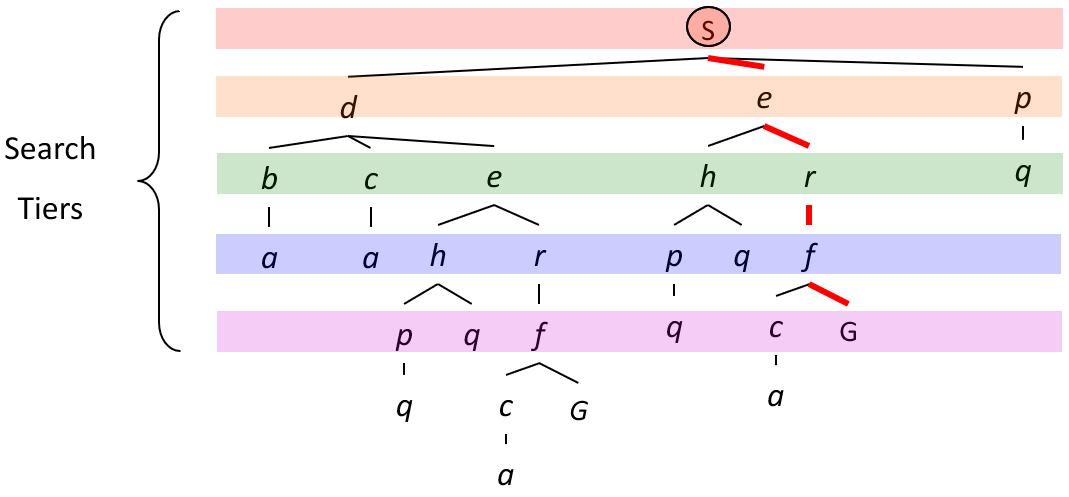 S
d e p
Search
Tiers
b c e h r q
a a h r p q f
p q f q c G
q c G a
a